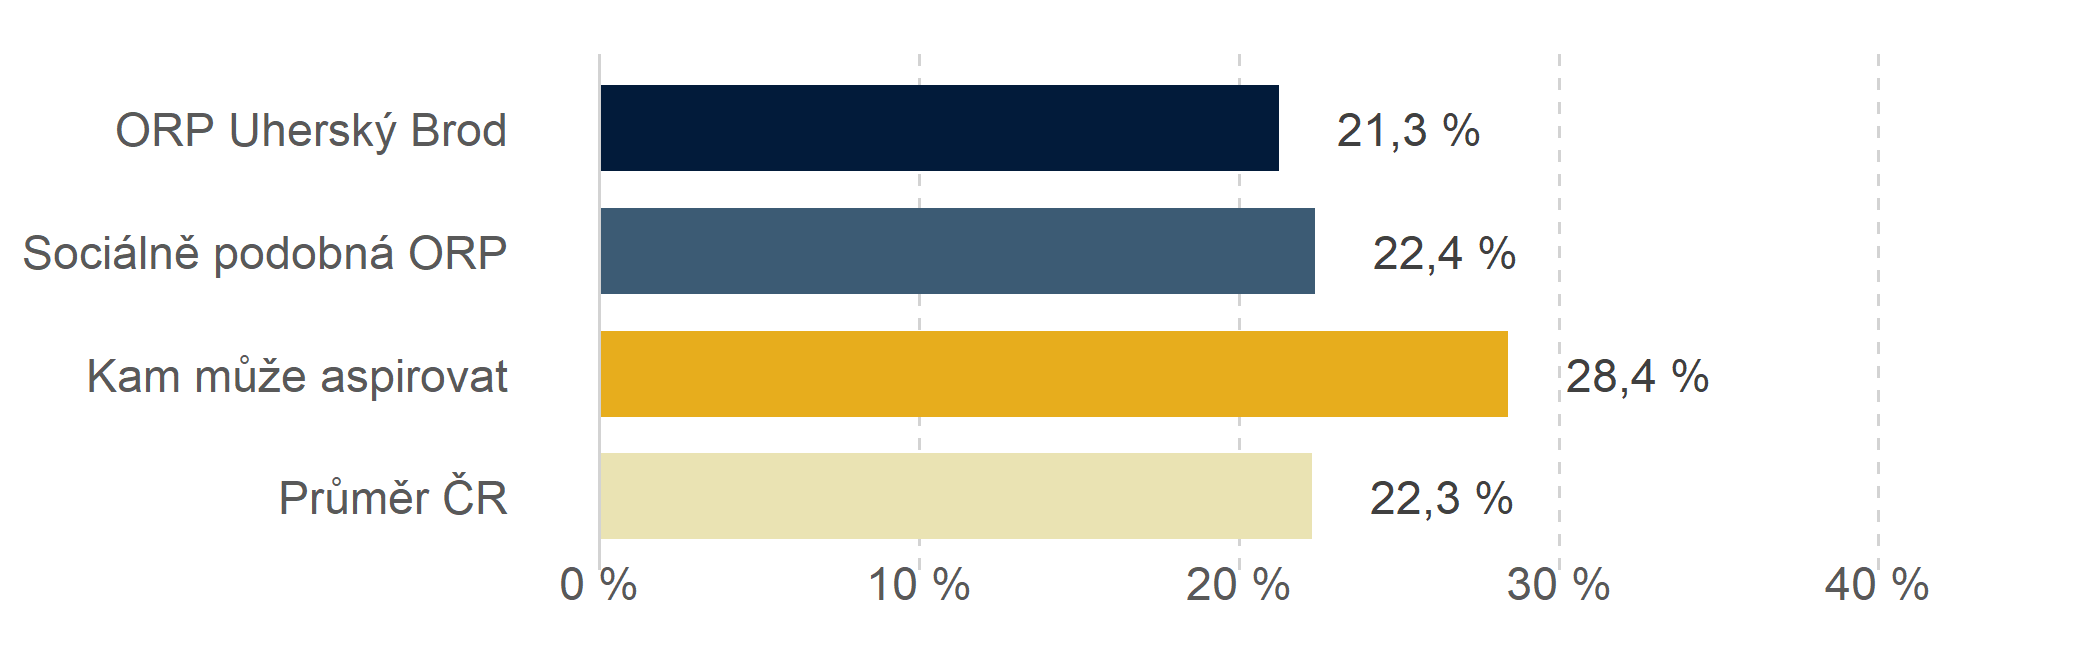 ORP Uherský Brod 21,3 %
Sociálně podobná ORP 22,4 %
Kam může aspirovat 28,4 %
Průměr ČR 22,3 %
0 % 10 % 20 % 30 % 40 %